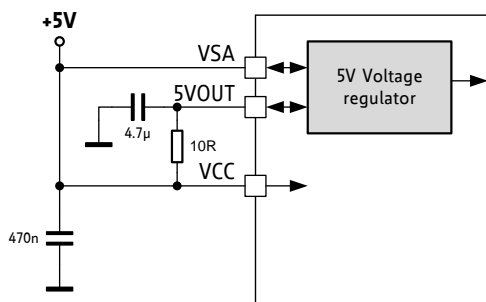 +5V
VSA
5V Voltage
regulator
5VOUT
4.7µ
10R
VCC
470n